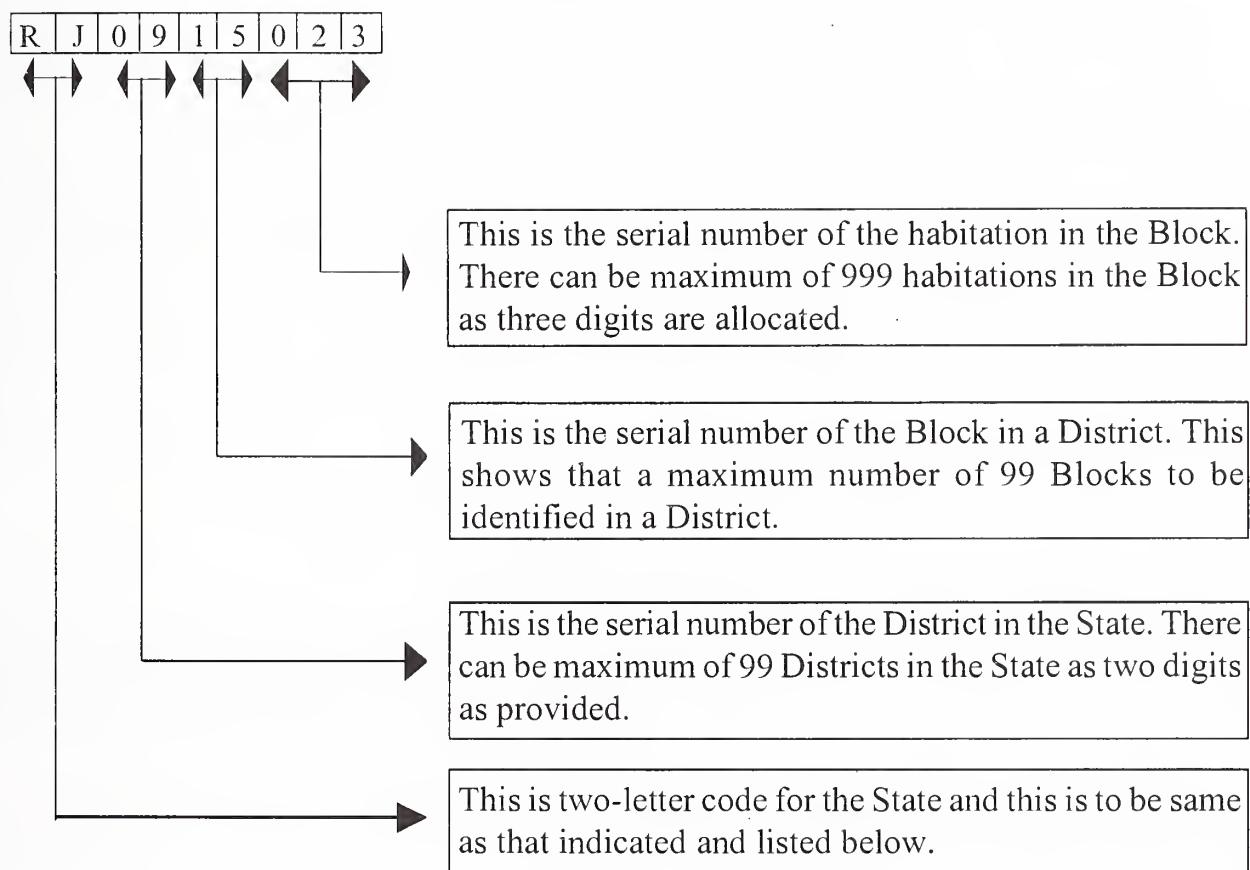 R J 0 9 1 5 0 2 3
This is the serial number of the habitation in the Block.
There can be maximum of 999 habitations in the Block
as three digits are allocated.
This is the serial number of the Block in a District. This
shows that a maximum number of 99 Blocks to be
identified in a District.
This is the serial number of the District in the State. There
can be maximum of 99 Districts in the State as two digits
as provided.
This is two-letter code for the State and this is to be same
as that indicated and listed below.